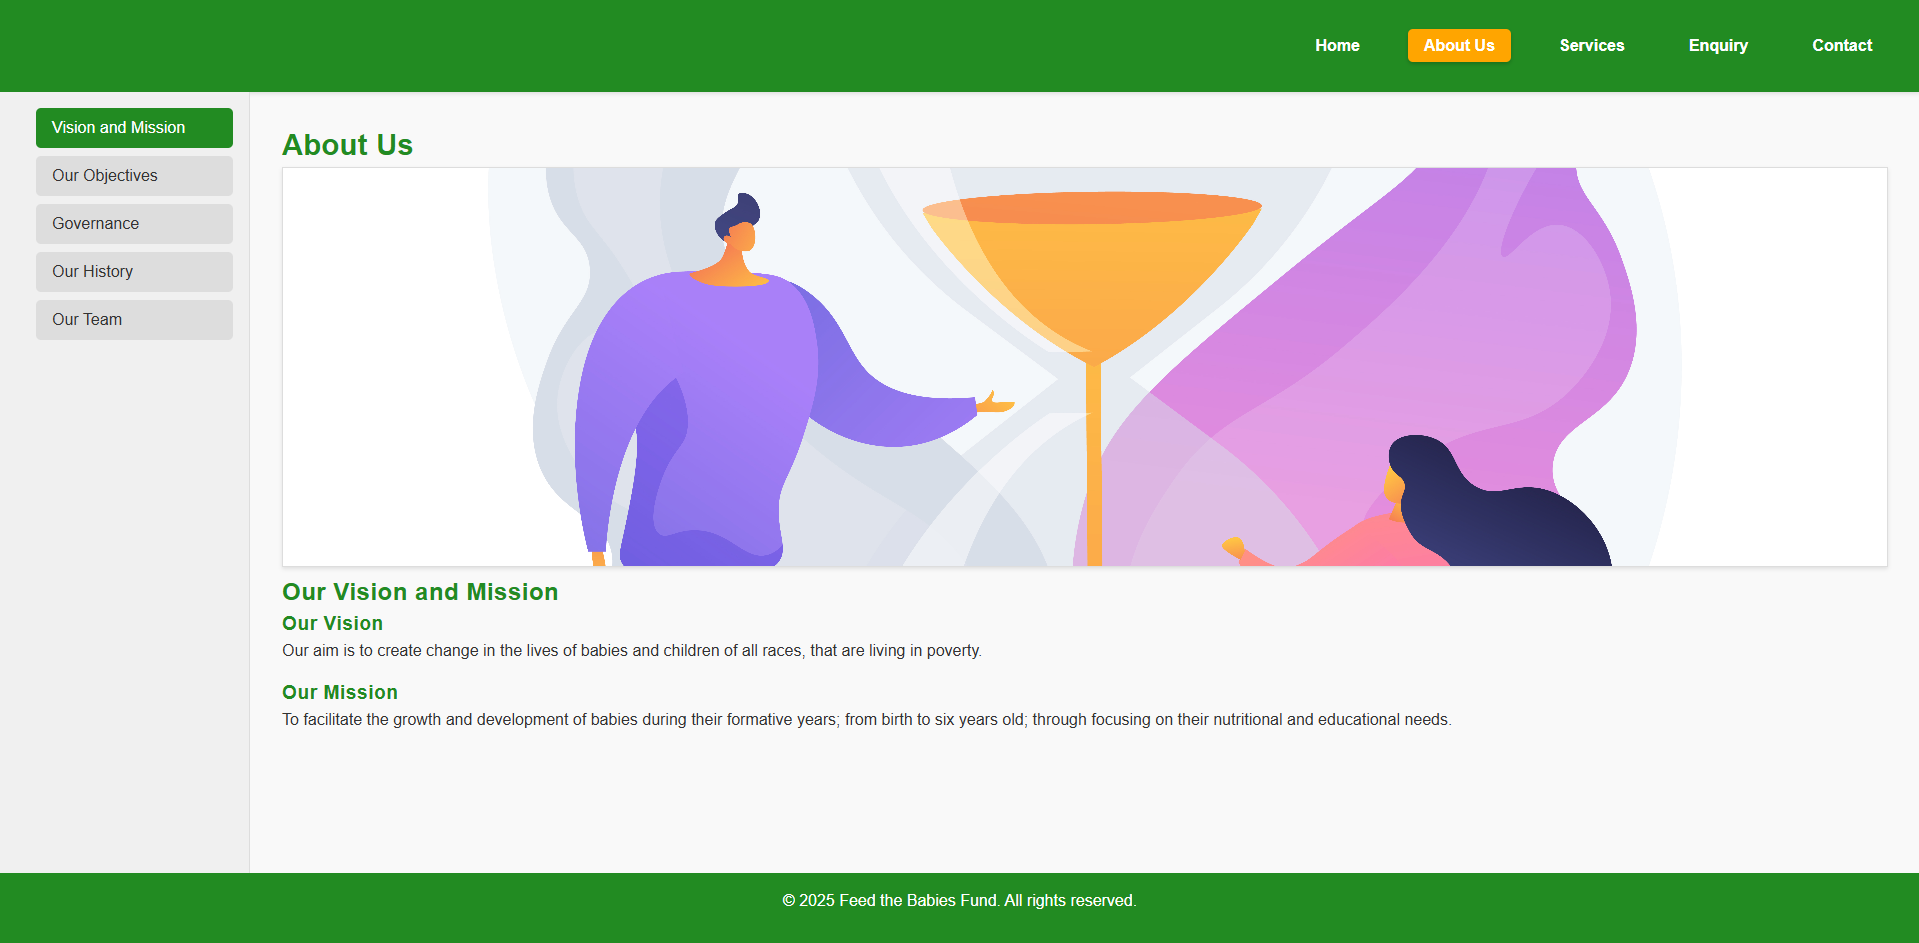 Home
About Us
Services
Enquiry
Contact
Vision and Mission
Our Objectives
Governance
Our History
Our Team
About Us
Our Vision and Mission
Our Vision
Our aim is to create change in the lives of babies and children of all races, that are living in poverty.
Our Mission
To facilitate the growth and development of babies during their formative years; from birth to six years old; through focusing on their nutritional and educational needs.
© 2025 Feed the Babies Fund. All rights reserved.